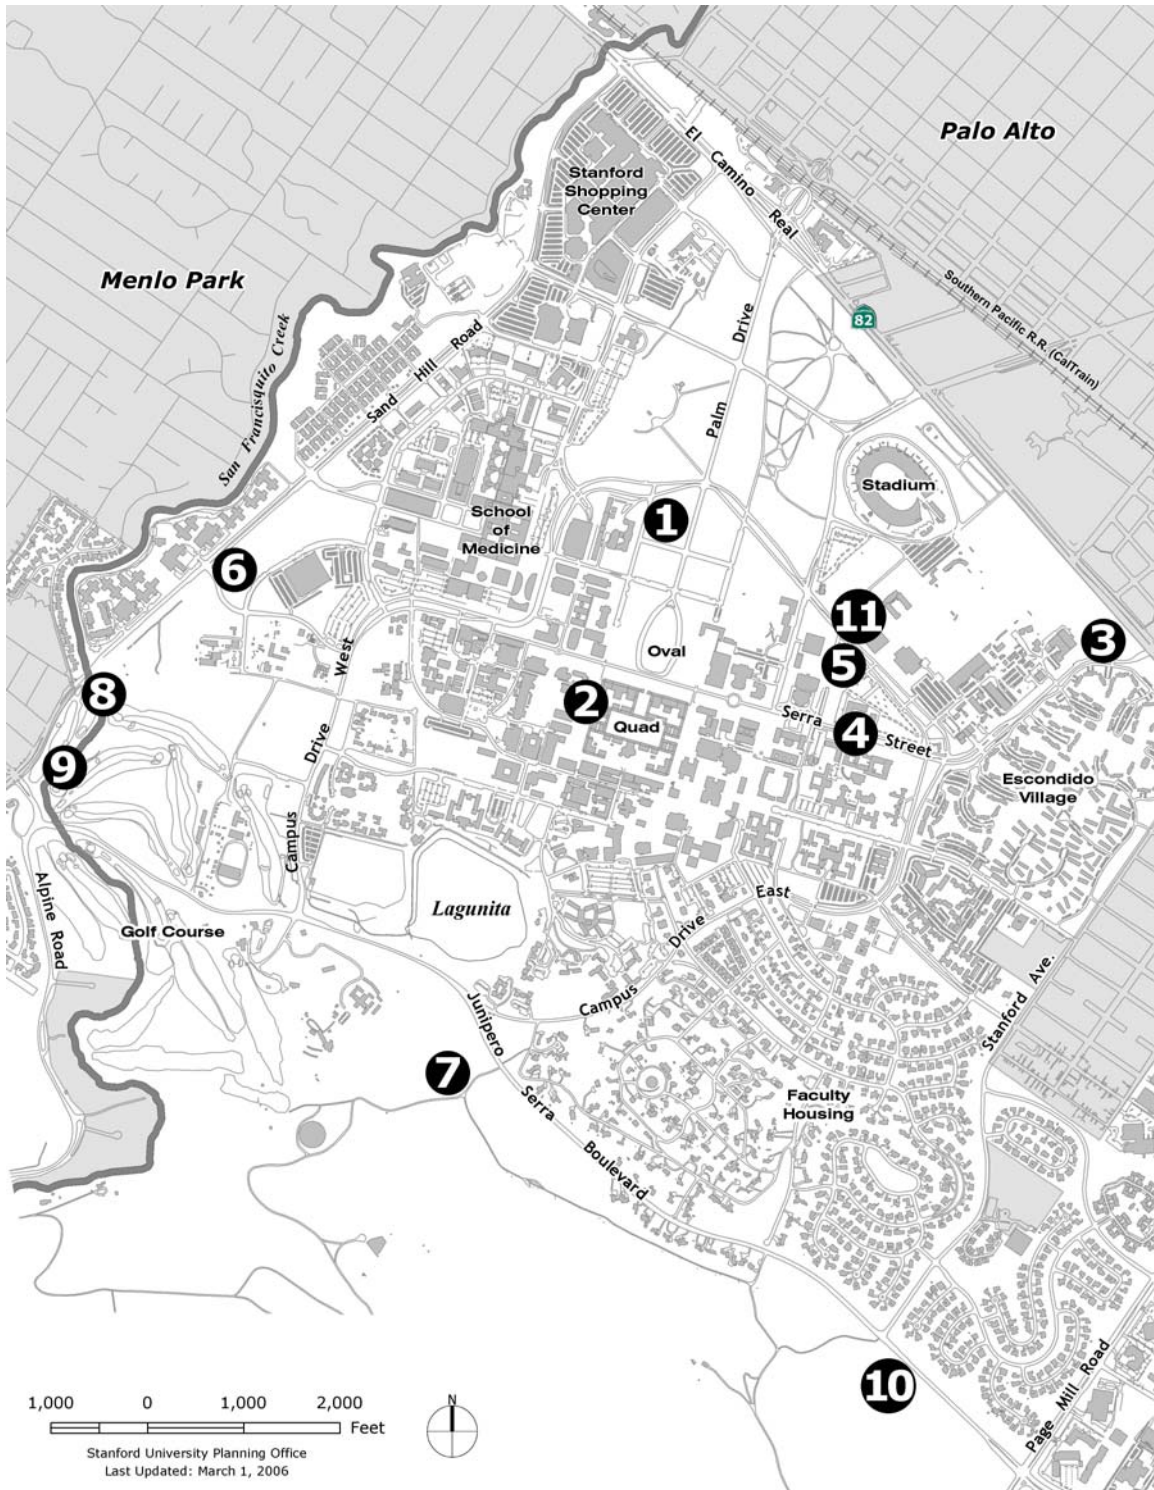 Palo Alto
El Camino Real
Stanford
Shopping
Center
Menlo Park
Southern Pacific R.R. (CalTrain)
82
San Francisquito Creek
Sand Hill Road
Palm Drive
Stadium
School
of
Medicine
1
6
11
3
West
Oval
5
8
2
Quad
Serra Street
4
9
Drive
Escondido
Village
Campus
Alpine Road
East
Lagunita
Drive
Golf Course
Campus
Stanford Ave.
Junipero
7
Faculty
Housing
Serra
Boulevard
10
Page Mill Road
1,000 0 1,000 2,000
Feet
N
Stanford University Planning Office
Last Updated: March 1, 2006